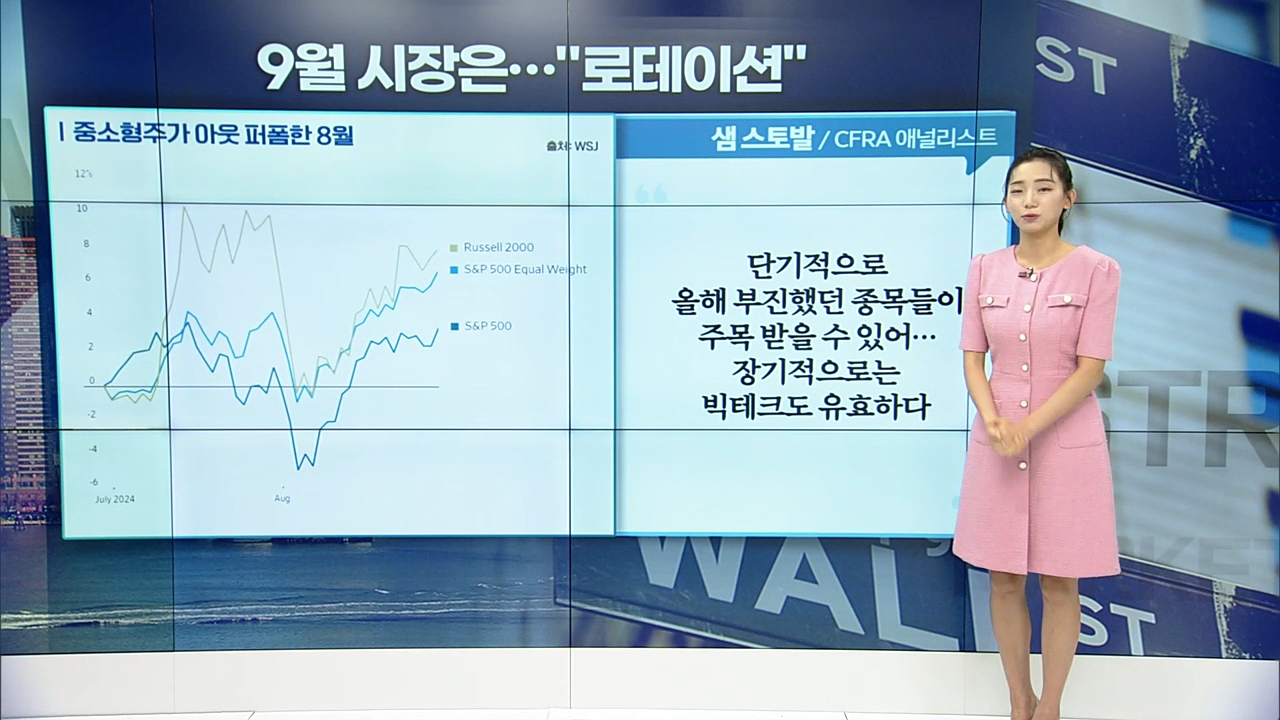 9월 시장은…"로테이션"
ST
| 중소형주가 아웃 퍼폼한 8월
출처: WSJ
샘 스토발 / CFRA 애널리스트
12%
10
8
6
4
2
0
-2
-4
-6
July 2024
Aug
Russell 2000
S&P 500 Equal Weight
S&P 500
“
단기적으로
올해 부진했던 종목들이
주목 받을 수 있어…
장기적으로는
빅테크도 유효하다
STR
WALL
ST